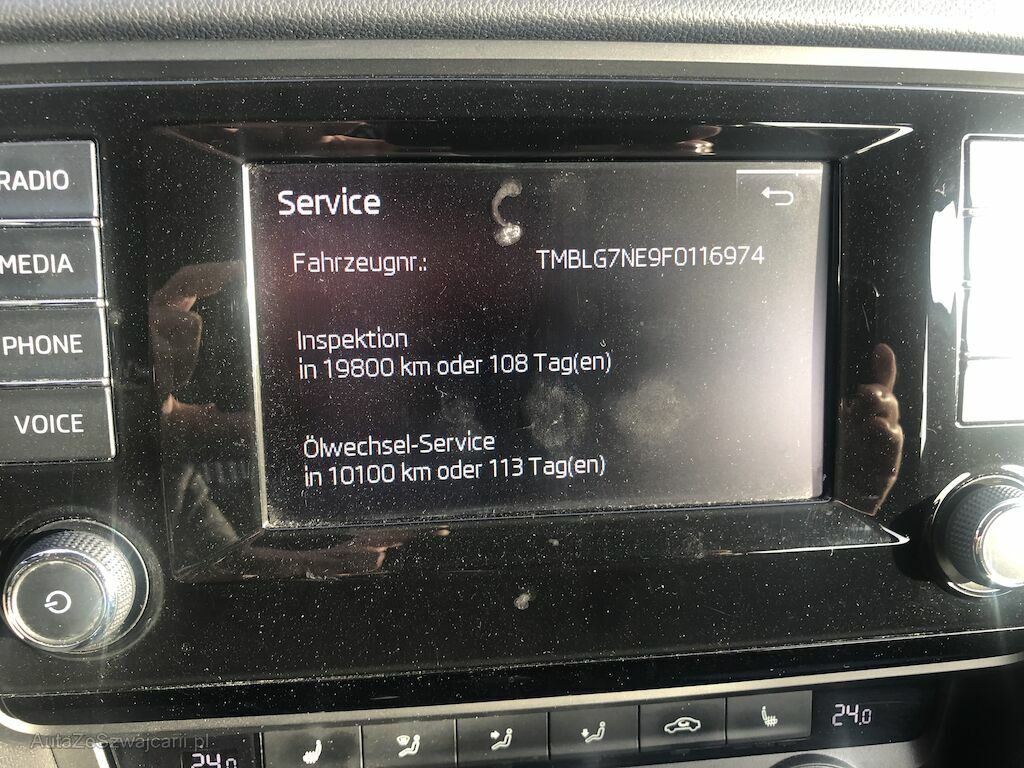 RADIO
MEDIA
PHONE
VOICE
Service
Fahrzeugnr.: TMBLG7NE9F0116974
Inspektion
in 19800 km oder 108 Tag(en)
Ölwechsel-Service
in 10100 km oder 113 Tag(en)
24.0
24.0
AutaZeSzwajcarii.pl